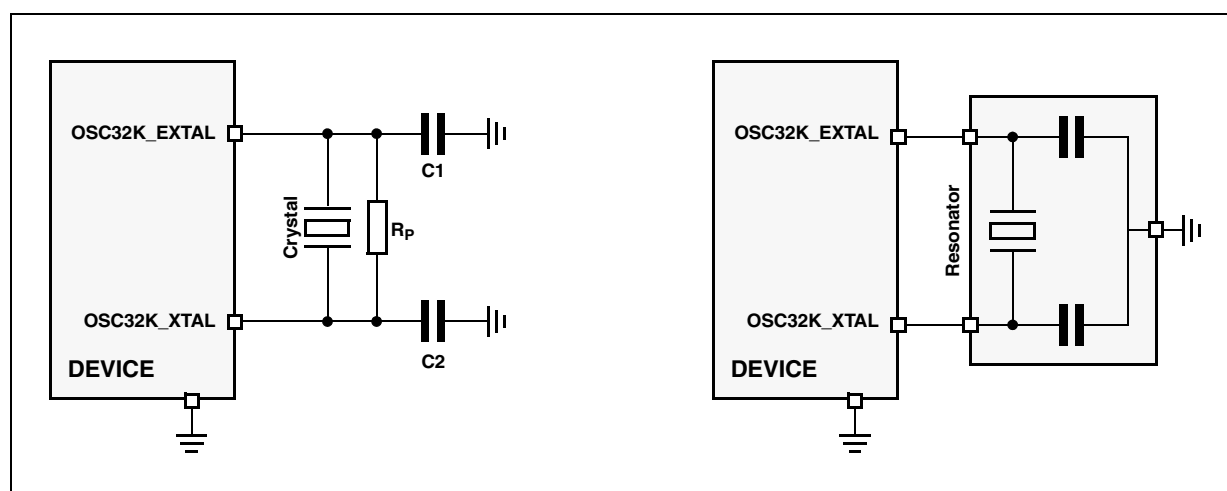 OSC32K_EXTAL
C1
Crystal
RP
OSC32K_XTAL
C2
DEVICE
OSC32K_EXTAL
Resonator
OSC32K_XTAL
DEVICE